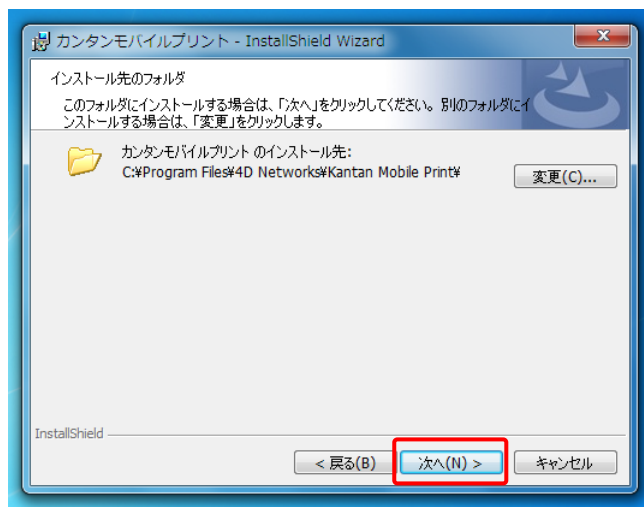 カンタンモバイルプリント - InstallShield Wizard
インストール先のフォルダ
このフォルダにインストールする場合は、「次へ」をクリックしてください。別のフォルダにイ
ンストールする場合は、「変更」をクリックします。
カンタンモバイルプリント のインストール先:
C:¥Program Files¥4D Networks¥Kantan Mobile Print¥
変更(C)...
InstallShield
< 戻る(B)
次へ(N) >
キャンセル